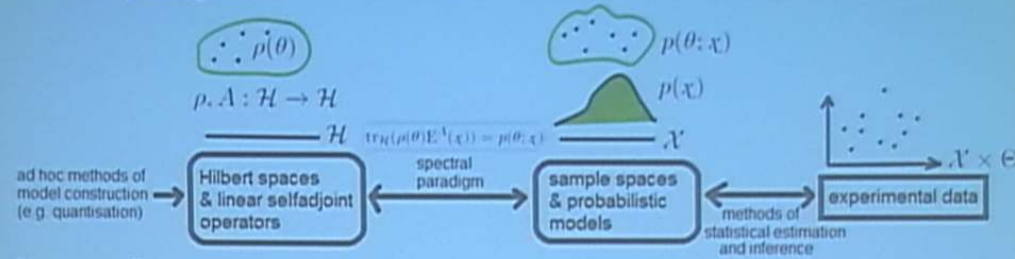 ρ(θ)
p(θ; χ)
ρ, A : ℋ → ℋ
p(χ)
ℋ
tr_ℋ(ρ(θ)E^A(χ)) = p(θ; χ)
𝒳
𝒳 × Θ
ad hoc methods of
model construction
(e.g. quantisation)
Hilbert spaces
& linear selfadjoint
operators
spectral
paradigm
sample spaces
& probabilistic
models
methods of
statistical estimation
and inference
experimental data